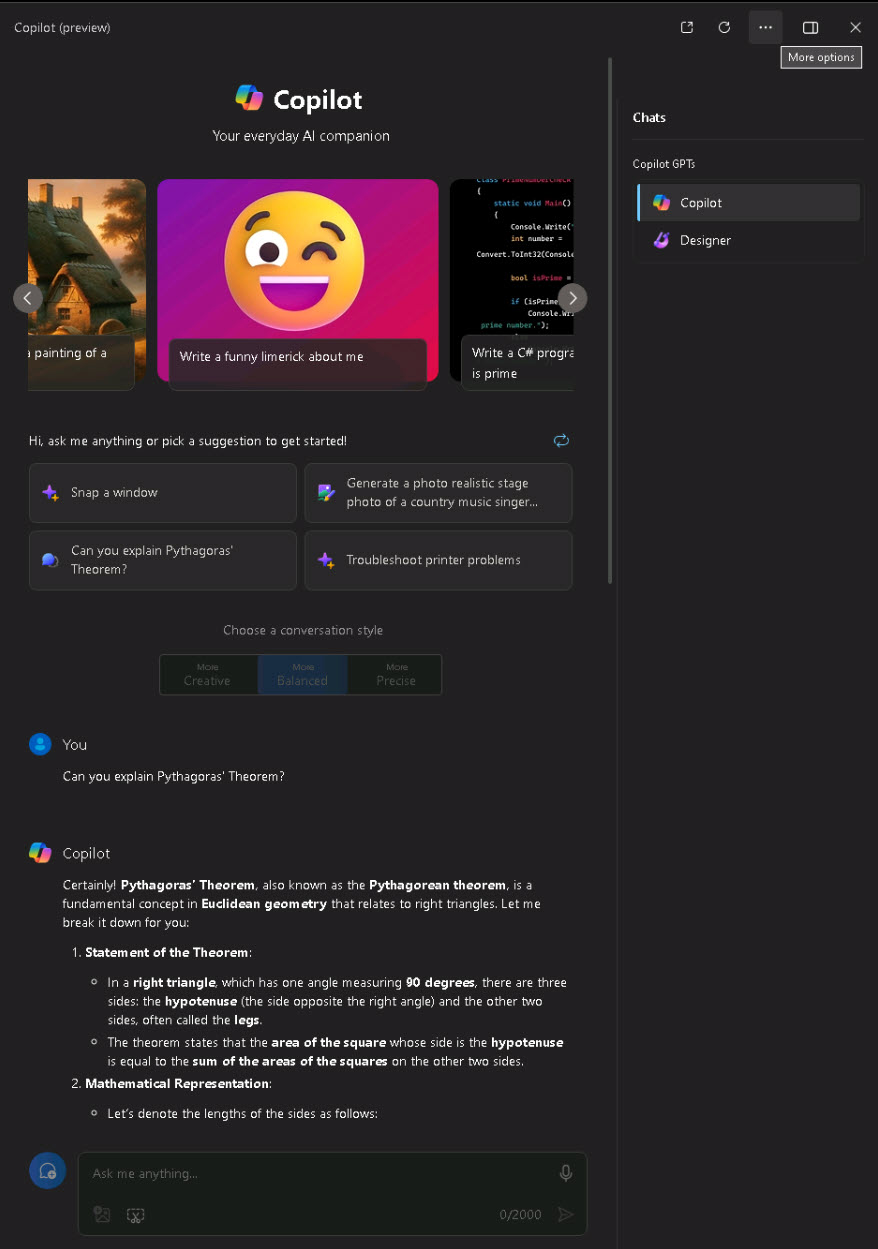 Copilot (preview)
More options
Copilot
Your everyday AI companion
a painting of a
Write a funny limerick about me
class PrimeNumberCheck
{
static void Main()
{
Console.Write("
int number =
Convert.ToInt32(Console
bool isPrime =
if (isPrime
Console.Wri
prime number.");
else
Write a C# progra
is prime
Hi, ask me anything or pick a suggestion to get started!
Snap a window
Generate a photo realistic stage
photo of a country music singer...
Can you explain Pythagoras'
Theorem?
Troubleshoot printer problems
Choose a conversation style
More
Creative
More
Balanced
More
Precise
You
Can you explain Pythagoras' Theorem?
Copilot
Certainly! Pythagoras’ Theorem, also known as the Pythagorean theorem, is a
fundamental concept in Euclidean geometry that relates to right triangles. Let me
break it down for you:
1. Statement of the Theorem:
In a right triangle, which has one angle measuring 90 degrees, there are three
sides: the hypotenuse (the side opposite the right angle) and the other two
sides, often called the legs.
The theorem states that the area of the square whose side is the hypotenuse
is equal to the sum of the areas of the squares on the other two sides.
2. Mathematical Representation:
Let’s denote the lengths of the sides as follows:
Ask me anything...
0/2000
Chats
Copilot GPTs
Copilot
Designer